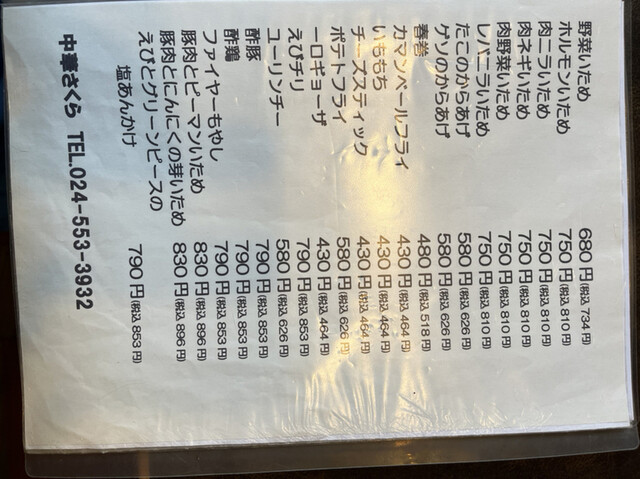 野菜いため 680円(税込 734円)
ホルモンいため 750円(税込 810円)
肉ニラいため 750円(税込 810円)
肉ネギいため 750円(税込 810円)
肉野菜いため 750円(税込 810円)
レバニラいため 750円(税込 810円)
たこのからあげ 580円(税込 626円)
ゲソのからあげ 580円(税込 626円)
春巻 480円(税込 518円)
カマンベールフライ 430円(税込 464円)
いももち 430円(税込 464円)
チーズスティック 430円(税込 464円)
ポテトフライ 580円(税込 626円)
一口ギョーザ 430円(税込 464円)
えびチリ 790円(税込 853円)
ユーリンチー 580円(税込 626円)
酢豚 790円(税込 853円)
酢鶏 790円(税込 853円)
ファイヤーもやし 790円(税込 853円)
豚肉とピーマンいため 830円(税込 896円)
豚肉とにんにくの芽いため 830円(税込 896円)
えびとグリーンピースの
塩あんかけ 790円(税込 853円)
中華さくら TEL.024-553-3932